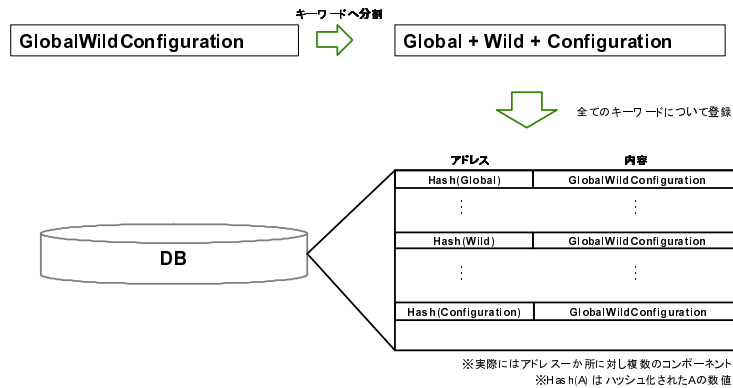 キーワードへ分割
GlobalWildConfiguration
Global + Wild + Configuration
全てのキーワードについて登録
アドレス 内容
Hash(Global) GlobalWildConfiguration
Hash(Wild) GlobalWildConfiguration
DB
Hash(Configuration) GlobalWildConfiguration
※実際にはアドレス一か所に対し複数のコンポーネント
※Hash(A) はハッシュ化されたAの数値